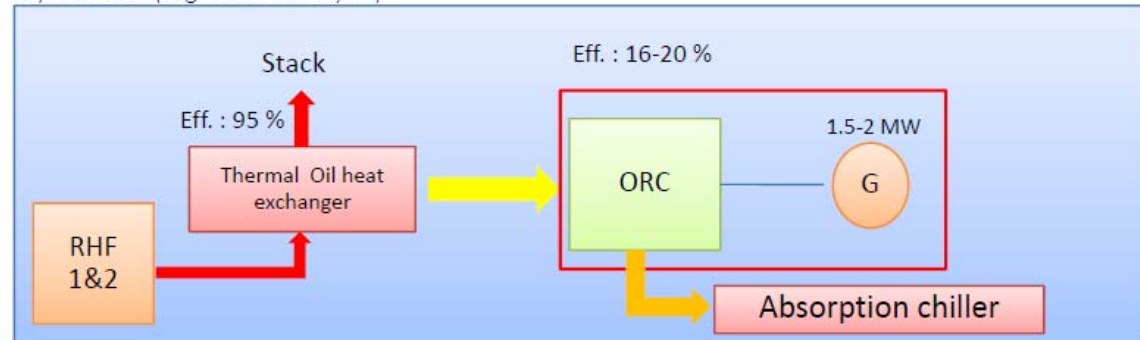 Stack
Eff. : 16-20 %
Eff. : 95 %
1.5-2 MW
Thermal Oil heat
exchanger
ORC
G
RHF
1&2
Absorption chiller